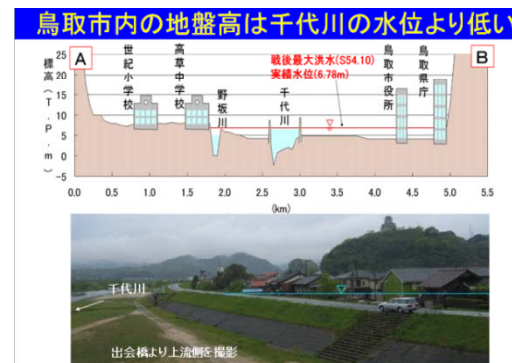 鳥取市内の地盤高は千代川の水位より低い
A
B
世紀小学校
高草中学校
野坂川
千代川
戦後最大洪水(S54.10)
実績水位(6.78m)
鳥取市役所
鳥取県庁
標高(T.P.m)
25
20
15
10
5
0
-5
0.0 0.5 1.0 1.5 2.0 2.5 3.0 3.5 4.0 4.5 5.0 5.5
(km)
千代川
出会橋より上流側を撮影